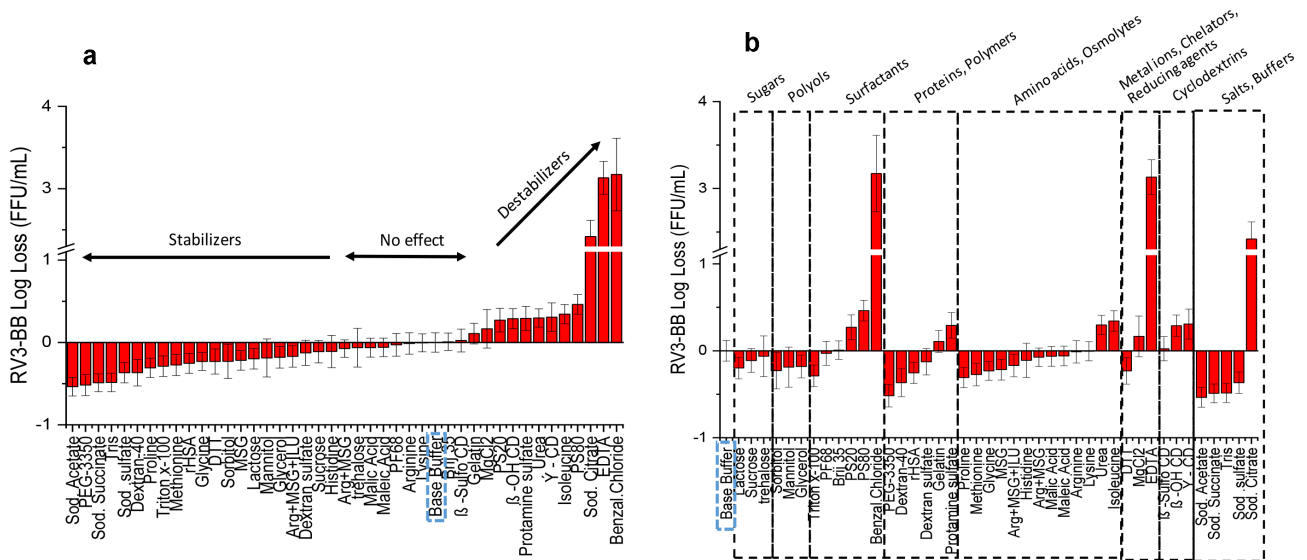 a
RV3-BB Log Loss (FFU/mL)
4
3
1
0
-1
Stabilizers
No effect
Destabilizers
Sod. Acetate
PEG-3350
Sod. Succinate
Tris
Sod. sulfate
Dextran-40
Proline
Triton x-100
Methionine
rHSA
Glycine
DTT
Sorbitol
MSG
Lactose
Mannitol
Glycerol
Arg+MSG+ILU
Dextran sulfate
Sucrose
Histidine
Arg+MSG
trehalose
Malic Acid
Maleic Acid
PF68
Arginine
Lysine
Base Buffer
Brij 35
ß -Sulfo CD
Gelatin
MgCl2
PS20
ß -OH CD
Protamine sulfate
Urea
Ϋ - CD
Isoleucine
PS80
Sod. Citrate
EDTA
Benzal.Chloride
b
Sugars
Polyols
Surfactants
Proteins, Polymers
Amino acids, Osmolytes
Metal ions, Chelators,
Reducing agents
Cyclodextrins
Salts, Buffers
RV3-BB Log Loss (FFU/mL)
4
3
1
0
-1
Base Buffer
Lactose
Sucrose
trehalose
Sorbitol
Mannitol
Glycerol
Triton X-100
PF68
Brij 35
PS20
PS80
Benzal Chloride
PEG-3350
Dextran-40
rHSA
Dextran sulfate
Gelatin
Protamine sulfate
Proline
Methionine
Glycine
MSG
Arg+MSG+ILU
Histidine
Arg+MSG
Malic Acid
Maleic Acid
Arginine
Lysine
Urea
Isoleucine
DTT
MgCl2
EDTA
ß -Sulfo CD
ß -OH CD
Ϋ - CD
Sod. Acetate
Sod. Succinate
Tris
Sod. sulfate
Sod. Citrate